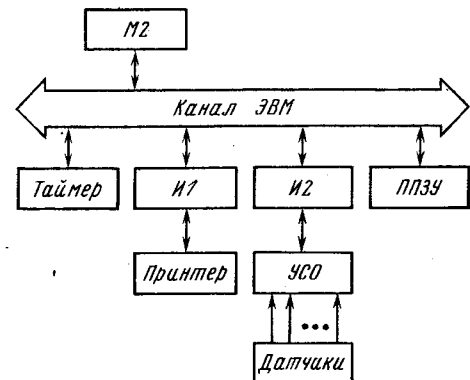 М2
Канал ЭВМ
Таймер
И1
И2
ППЗУ
Принтер
УСО
Датчики